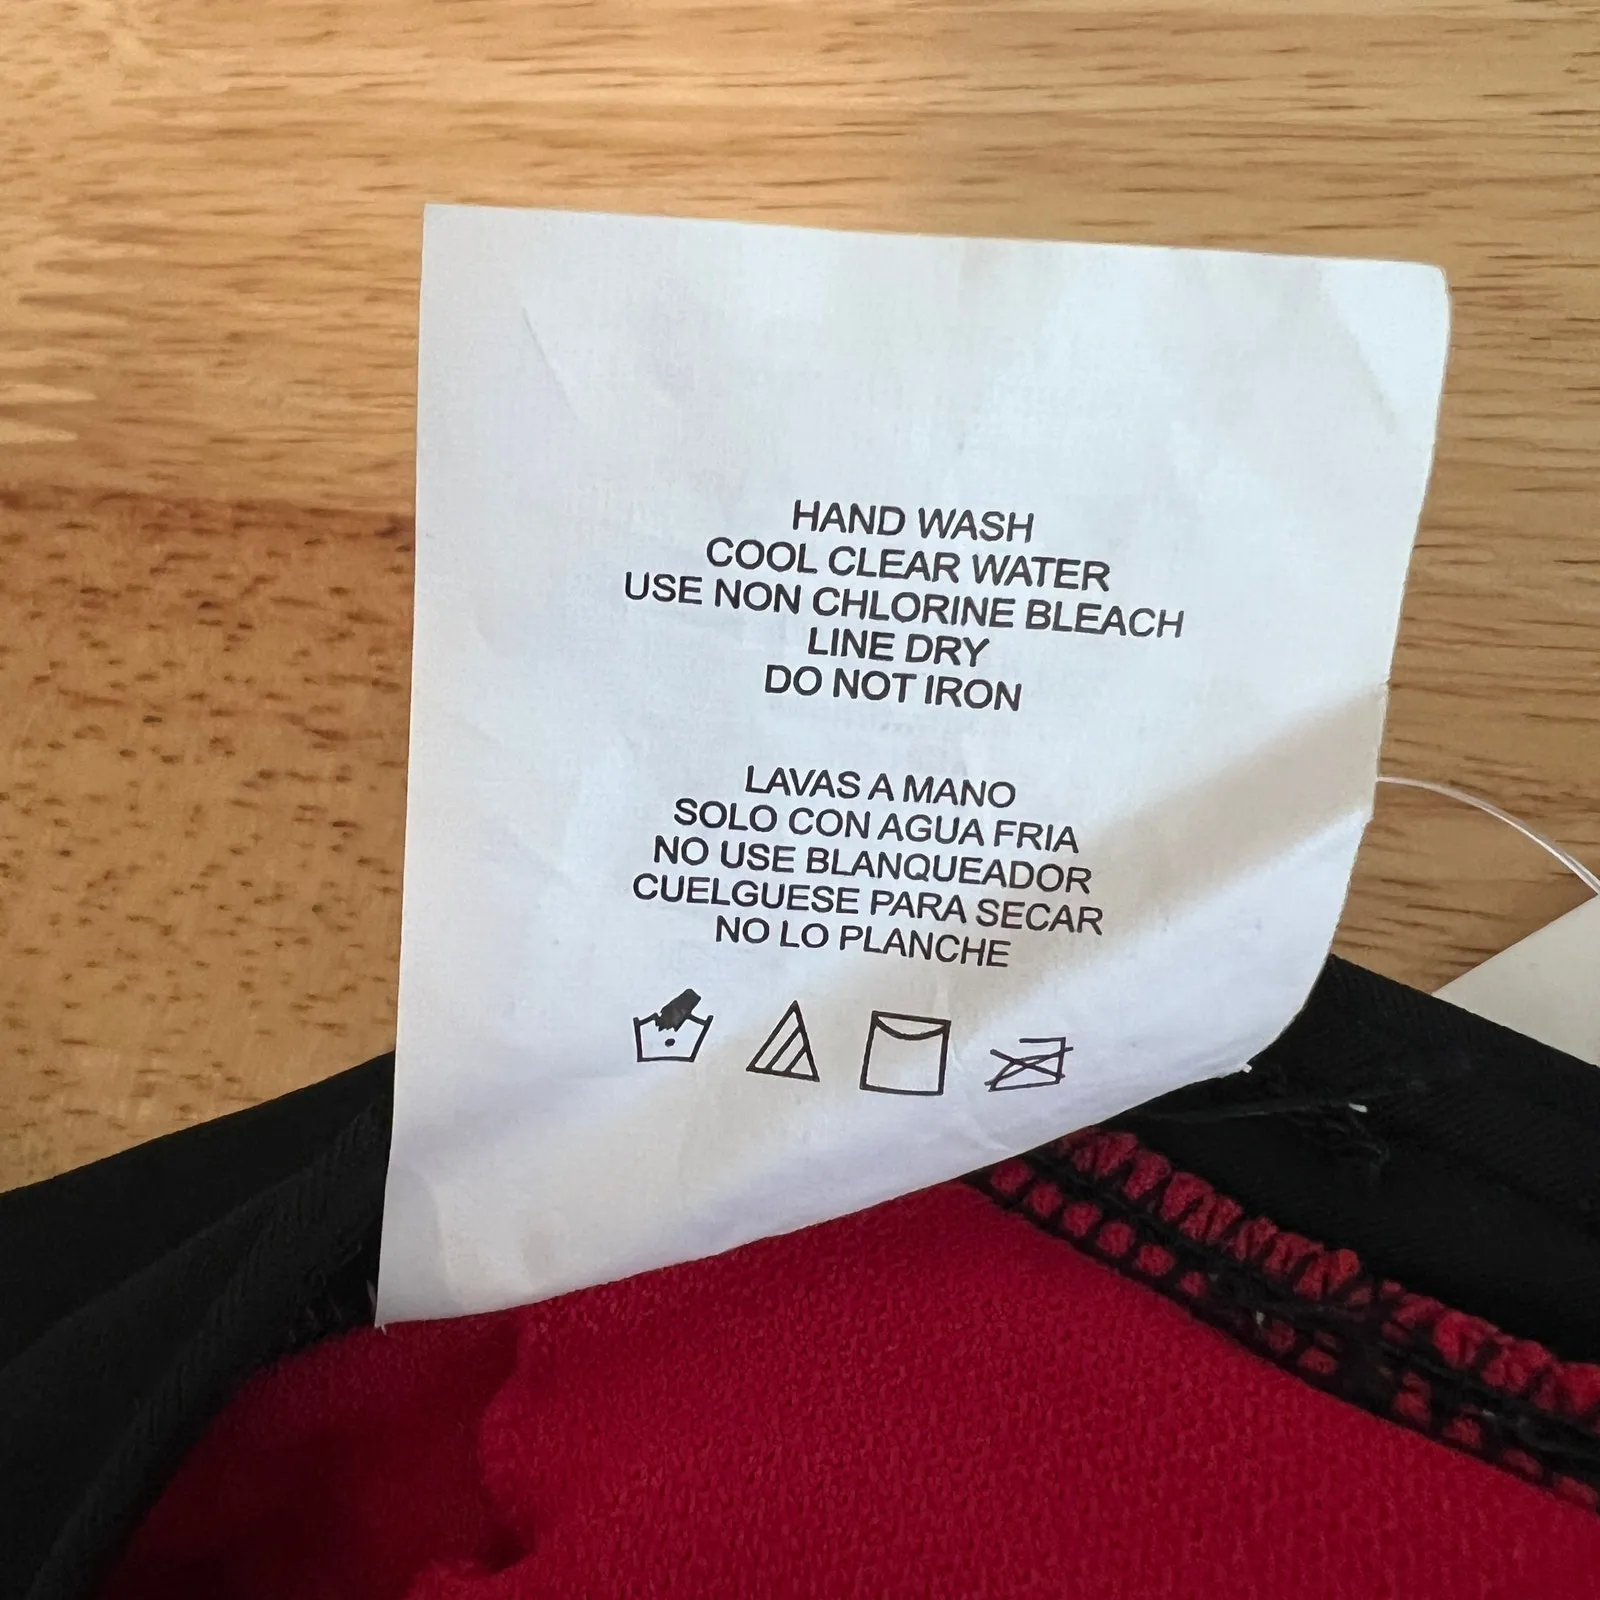 HAND WASH
COOL CLEAR WATER
USE NON CHLORINE BLEACH
LINE DRY
DO NOT IRON
LAVAS A MANO
SOLO CON AGUA FRIA
NO USE BLANQUEADOR
CUELGUESE PARA SECAR
NO LO PLANCHE